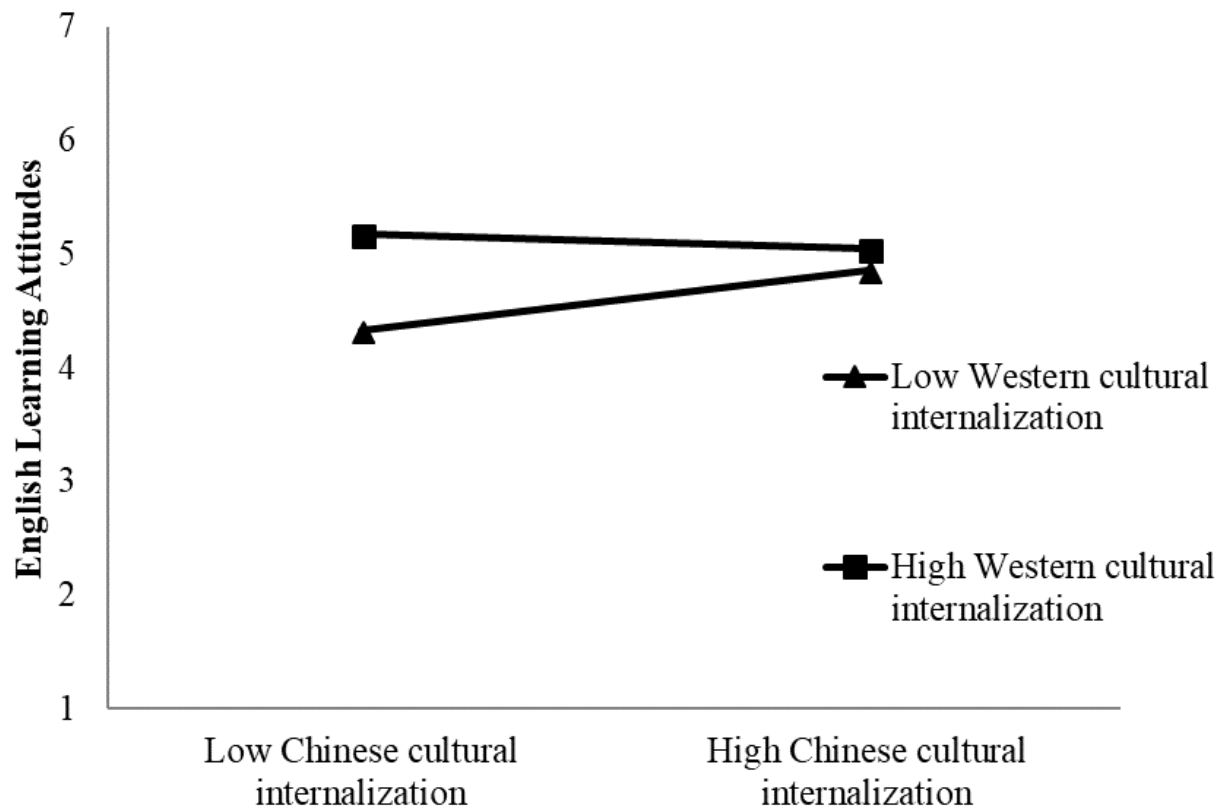 7
6
5
4
3
2
1
English Learning Attitudes
Low Western cultural
internalization
High Western cultural
internalization
Low Chinese cultural
internalization
High Chinese cultural
internalization